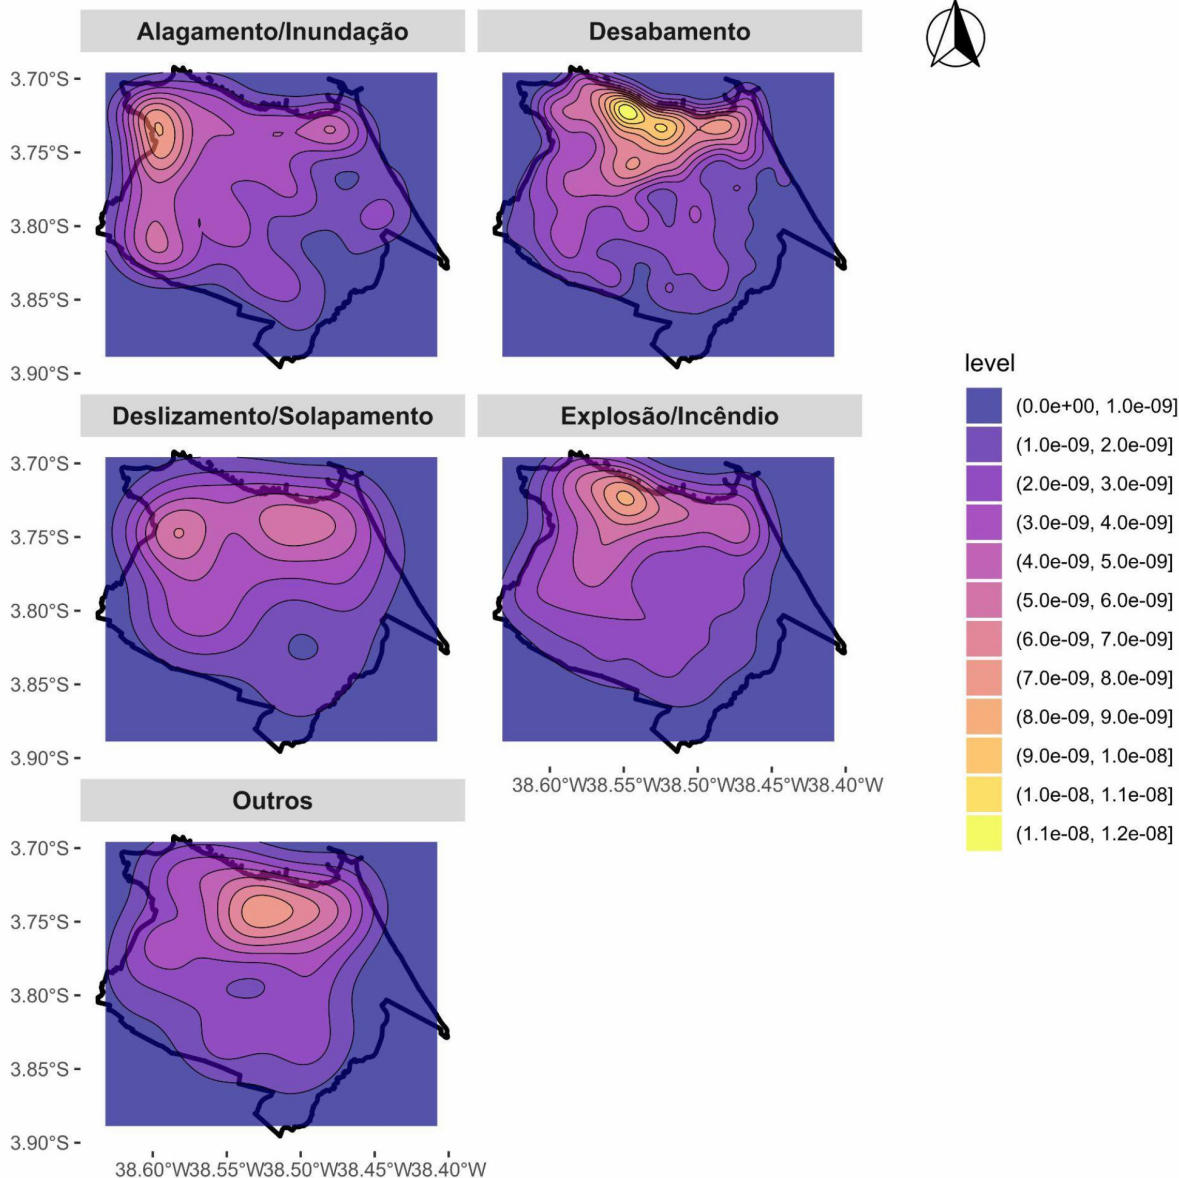 Alagamento/Inundação
Desabamento
3.70°S
3.75°S
3.80°S
3.85°S
3.90°S
Deslizamento/Solapamento
Explosão/Incêndio
3.70°S
3.75°S
3.80°S
3.85°S
3.90°S
38.60°W38.55°W38.50°W38.45°W38.40°W
Outros
3.70°S
3.75°S
3.80°S
3.85°S
3.90°S
38.60°W38.55°W38.50°W38.45°W38.40°W
level
(0.0e+00, 1.0e-09]
(1.0e-09, 2.0e-09]
(2.0e-09, 3.0e-09]
(3.0e-09, 4.0e-09]
(4.0e-09, 5.0e-09]
(5.0e-09, 6.0e-09]
(6.0e-09, 7.0e-09]
(7.0e-09, 8.0e-09]
(8.0e-09, 9.0e-09]
(9.0e-09, 1.0e-08]
(1.0e-08, 1.1e-08]
(1.1e-08, 1.2e-08]